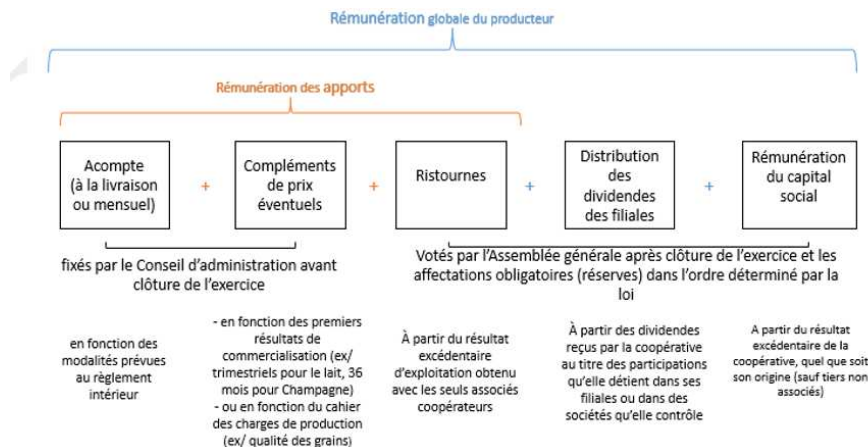 Rémunération globale du producteur
Rémunération des apports
Acompte
(à la livraison
ou mensuel)
+
Compléments
de prix
éventuels
+
Ristournes
+
Distribution
des
dividendes
des filiales
+
Rémunération
du capital
social
fixés par le Conseil d'administration avant
clôture de l'exercice
Votés par l'Assemblée générale après clôture de l'exercice et les
affectations obligatoires (réserves) dans l'ordre déterminé par la
loi
en fonction des
modalités prévues
au règlement
intérieur
- en fonction des premiers
résultats de
commercialisation (ex/
trimestriels pour le lait, 36
mois pour Champagne)
- ou en fonction du cahier
des charges de production
(ex/ qualité des grains)
À partir du résultat
excédentaire
d'exploitation obtenu
avec les seuls associés
coopérateurs
À partir des dividendes
reçus par la coopérative
au titre des participations
qu'elle détient dans ses
filiales ou dans des
sociétés qu'elle contrôle
A partir du résultat
excédentaire de la
coopérative, quel que soit
son origine (sauf tiers non
associés)